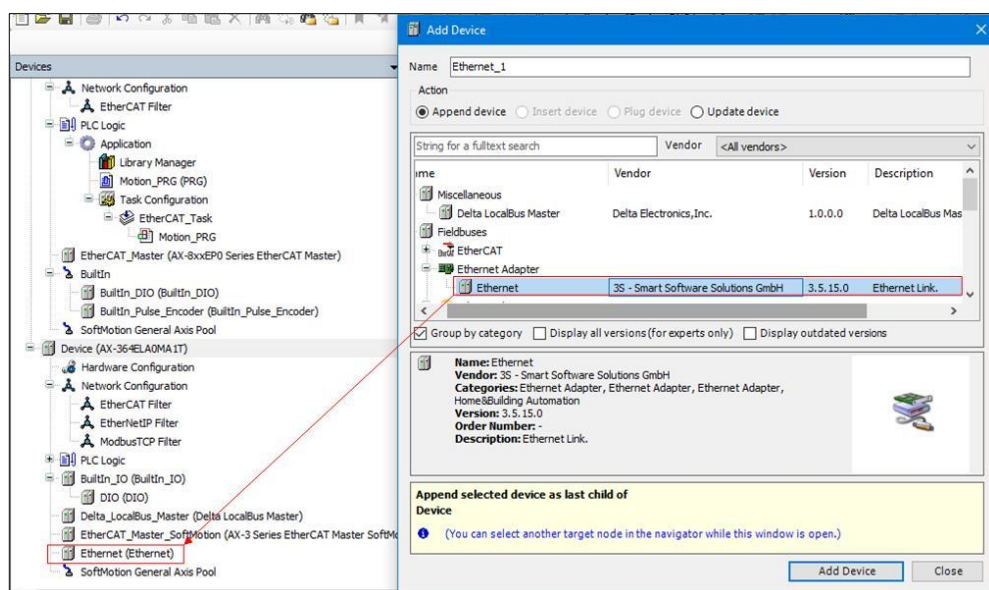 Devices
Network Configuration
EtherCAT Filter
PLC Logic
Application
Library Manager
Motion_PRG (PRG)
Task Configuration
EtherCAT_Task
Motion_PRG
EtherCAT_Master (AX-8xxEP0 Series EtherCAT Master)
BuiltIn
BuiltIn_DIO (BuiltIn_DIO)
BuiltIn_Pulse_Encoder (BuiltIn_Pulse_Encoder)
SoftMotion General Axis Pool
Device (AX-364ELA0MA1T)
Hardware Configuration
Network Configuration
EtherCAT Filter
EtherNetIP Filter
ModbusTCP Filter
PLC Logic
BuiltIn_IO (BuiltIn_IO)
DIO (DIO)
Delta_LocalBus_Master (Delta LocalBus Master)
EtherCAT_Master_SoftMotion (AX-3 Series EtherCAT Master SoftMo
Ethernet (Ethernet)
SoftMotion General Axis Pool
Add Device
Name Ethernet_1
Action
Append device Insert device Plug device Update device
String for a fulltext search Vendor <All vendors>
ame Vendor Version Description
Miscellaneous
Delta LocalBus Master Delta Electronics,Inc. 1.0.0.0 Delta LocalBus Mas
Fieldbuses
EtherCAT
Ethernet Adapter
Ethernet 3S - Smart Software Solutions GmbH 3.5.15.0 Ethernet Link.
Group by category Display all versions (for experts only) Display outdated versions
Name: Ethernet
Vendor: 3S - Smart Software Solutions GmbH
Categories: Ethernet Adapter, Ethernet Adapter, Ethernet Adapter,
Home&Building Automation
Version: 3.5.15.0
Order Number: -
Description: Ethernet Link.
Append selected device as last child of
Device
(You can select another target node in the navigator while this window is open.)
Add Device Close